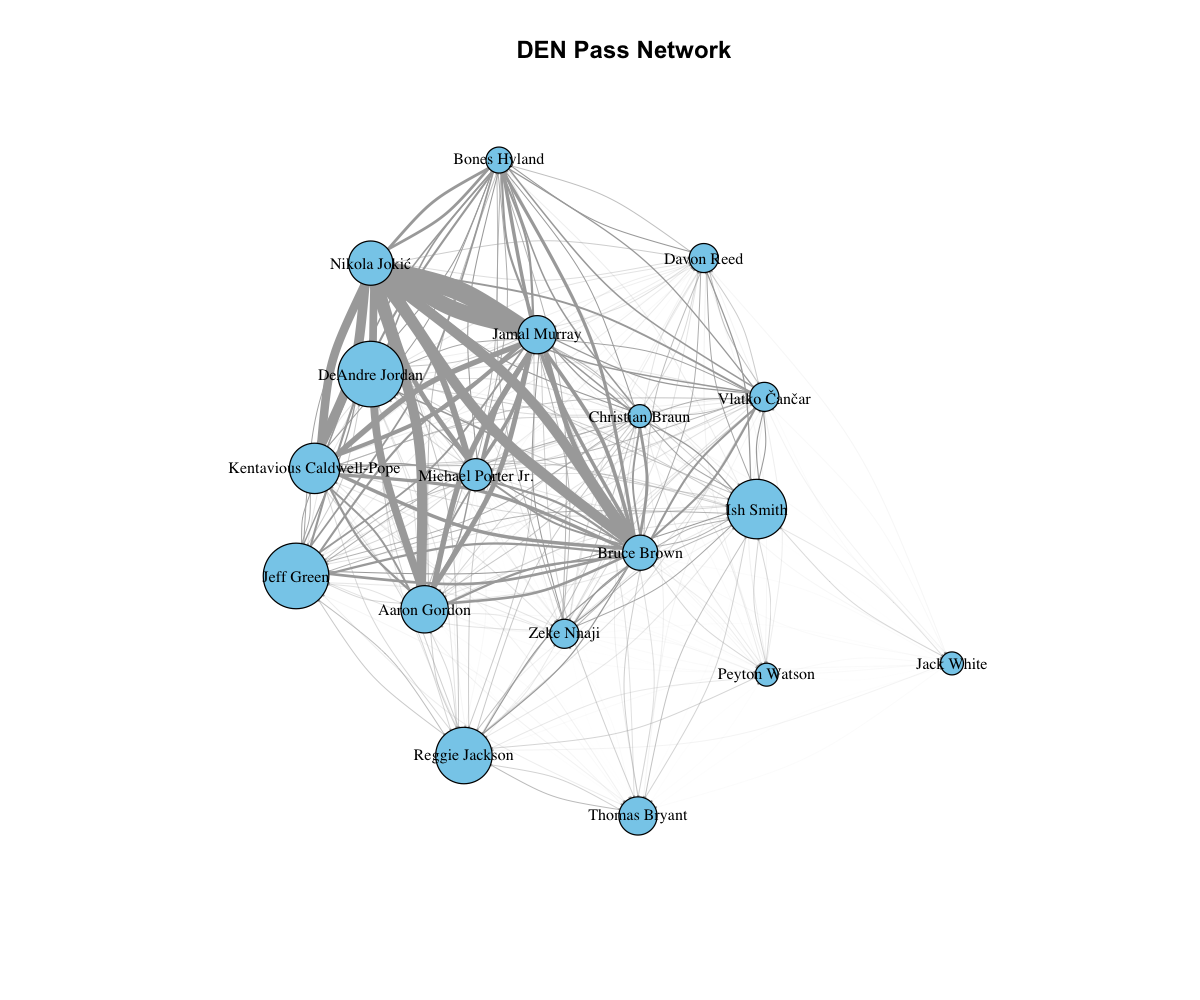 DEN Pass Network
Bones Hyland
Davon Reed
Nikola Jokić
Jamal Murray
DeAndre Jordan
Vlatko Čančar
Christian Braun
Kentavious Caldwell-Pope
Michael Porter Jr.
Ish Smith
Bruce Brown
Jeff Green
Aaron Gordon
Zeke Nnaji
Jack White
Peyton Watson
Reggie Jackson
Thomas Bryant